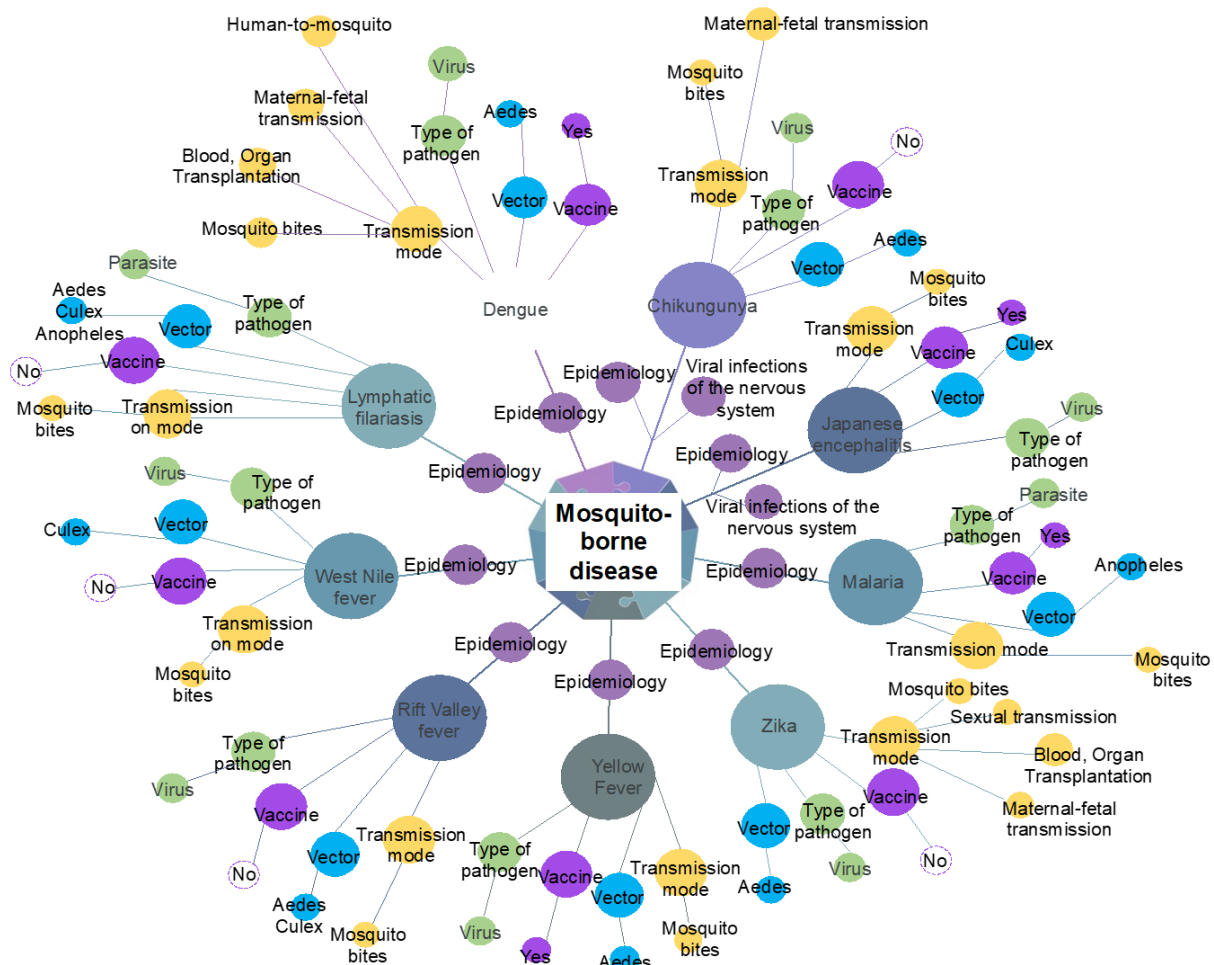 Mosquito-
borne
disease
Epidemiology
Dengue
Transmission
mode
Human-to-mosquito
Maternal-fetal
transmission
Blood, Organ
Transplantation
Mosquito bites
Type of
pathogen
Virus
Vector
Aedes
Vaccine
Yes
Epidemiology
Viral infections
of the nervous
system
Chikungunya
Transmission
mode
Mosquito
bites
Maternal-fetal transmission
Type of
pathogen
Virus
Vaccine
No
Vector
Aedes
Epidemiology
Viral infections of the
nervous system
Japanese
encephalitis
Transmission
mode
Mosquito
bites
Vaccine
Yes
Vector
Culex
Type of
pathogen
Virus
Epidemiology
Malaria
Type of
pathogen
Parasite
Vaccine
Yes
Vector
Anopheles
Transmission mode
Mosquito
bites
Epidemiology
Zika
Transmission
mode
Mosquito bites
Sexual transmission
Blood, Organ
Transplantation
Maternal-fetal
transmission
Vaccine
No
Type of
pathogen
Virus
Vector
Aedes
Epidemiology
Yellow
Fever
Type of
pathogen
Virus
Vaccine
Yes
Vector
Aedes
Transmission
mode
Mosquito
bites
Epidemiology
Rift Valley
fever
Type of
pathogen
Virus
Vaccine
No
Vector
Aedes
Culex
Transmission
mode
Mosquito
bites
Epidemiology
West Nile
fever
Type of
pathogen
Virus
Vector
Culex
Vaccine
No
Transmission
on mode
Mosquito
bites
Epidemiology
Lymphatic
filariasis
Type of
pathogen
Parasite
Vector
Aedes
Culex
Anopheles
Vaccine
No
Transmission
on mode
Mosquito
bites